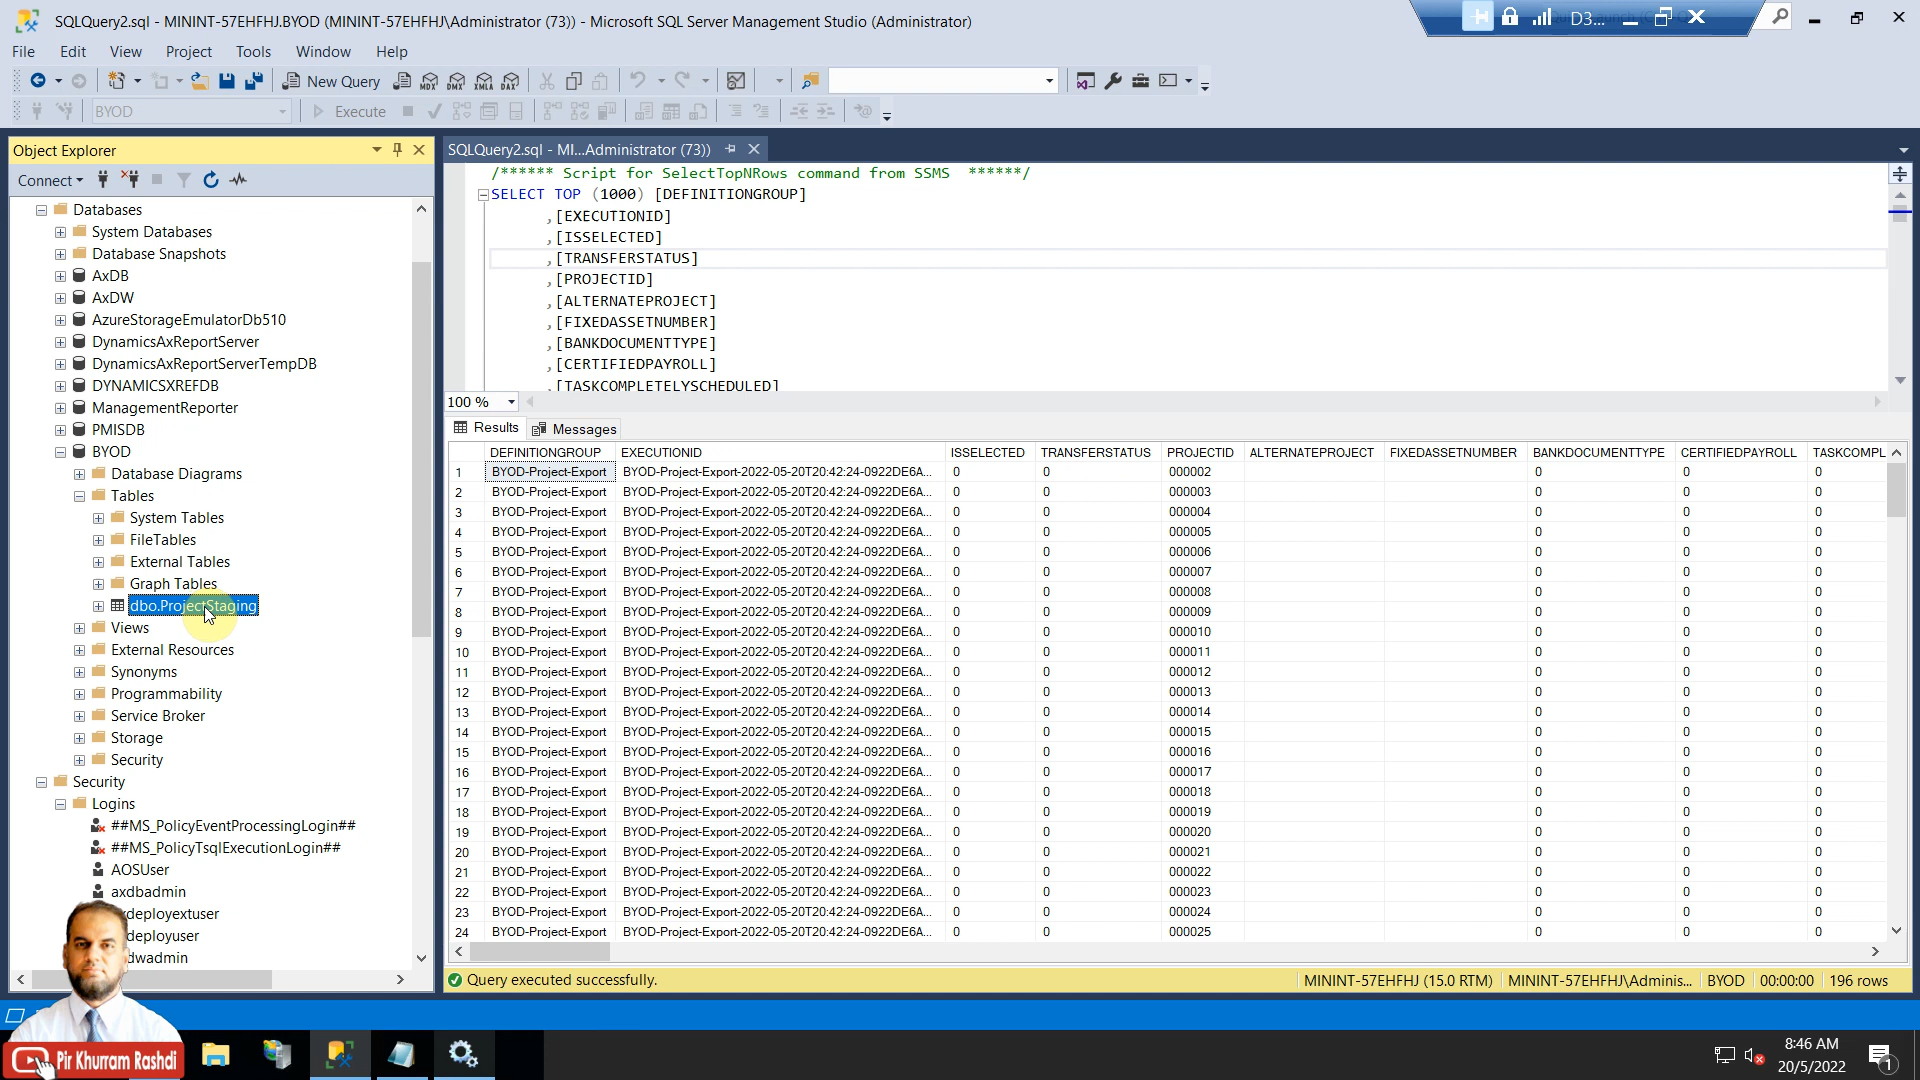 SQLQuery2.sql - MININT-57EHFHJ.BYOD (MININT-57EHFHJ\Administrator (73)) - Microsoft SQL Server Management Studio (Administrator)
D3...
File Edit View Project Tools Window Help
New Query
BYOD Execute
Object Explorer
Connect
Databases
System Databases
Database Snapshots
AxDB
AxDW
AzureStorageEmulatorDb510
DynamicsAxReportServer
DynamicsAxReportServerTempDB
DYNAMICSXREFDB
ManagementReporter
PMISDB
BYOD
Database Diagrams
Tables
System Tables
FileTables
External Tables
Graph Tables
dbo.ProjectStaging
Views
External Resources
Synonyms
Programmability
Service Broker
Storage
Security
Security
Logins
##MS_PolicyEventProcessingLogin##
##MS_PolicyTsqlExecutionLogin##
AOSUser
axdbadmin
deployextuser
deployuser
dwadmin
SQLQuery2.sql - MI...Administrator (73))
/****** Script for SelectTopNRows command from SSMS ******/
SELECT TOP (1000) [DEFINITIONGROUP]
,[EXECUTIONID]
,[ISSELECTED]
,[TRANSFERSTATUS]
,[PROJECTID]
,[ALTERNATEPROJECT]
,[FIXEDASSETNUMBER]
,[BANKDOCUMENTTYPE]
,[CERTIFIEDPAYROLL]
,[TASKCOMPLETELYSCHEDULED]
100 %
Results Messages
DEFINITIONGROUP EXECUTIONID ISSELECTED TRANSFERSTATUS PROJECTID ALTERNATEPROJECT FIXEDASSETNUMBER BANKDOCUMENTTYPE CERTIFIEDPAYROLL TASKCOMPL
1 BYOD-Project-Export BYOD-Project-Export-2022-05-20T20:42:24-0922DE6A... 0 0 000002 0 0 0
2 BYOD-Project-Export BYOD-Project-Export-2022-05-20T20:42:24-0922DE6A... 0 0 000003 0 0 0
3 BYOD-Project-Export BYOD-Project-Export-2022-05-20T20:42:24-0922DE6A... 0 0 000004 0 0 0
4 BYOD-Project-Export BYOD-Project-Export-2022-05-20T20:42:24-0922DE6A... 0 0 000005 0 0 0
5 BYOD-Project-Export BYOD-Project-Export-2022-05-20T20:42:24-0922DE6A... 0 0 000006 0 0 0
6 BYOD-Project-Export BYOD-Project-Export-2022-05-20T20:42:24-0922DE6A... 0 0 000007 0 0 0
7 BYOD-Project-Export BYOD-Project-Export-2022-05-20T20:42:24-0922DE6A... 0 0 000008 0 0 0
8 BYOD-Project-Export BYOD-Project-Export-2022-05-20T20:42:24-0922DE6A... 0 0 000009 0 0 0
9 BYOD-Project-Export BYOD-Project-Export-2022-05-20T20:42:24-0922DE6A... 0 0 000010 0 0 0
10 BYOD-Project-Export BYOD-Project-Export-2022-05-20T20:42:24-0922DE6A... 0 0 000011 0 0 0
11 BYOD-Project-Export BYOD-Project-Export-2022-05-20T20:42:24-0922DE6A... 0 0 000012 0 0 0
12 BYOD-Project-Export BYOD-Project-Export-2022-05-20T20:42:24-0922DE6A... 0 0 000013 0 0 0
13 BYOD-Project-Export BYOD-Project-Export-2022-05-20T20:42:24-0922DE6A... 0 0 000014 0 0 0
14 BYOD-Project-Export BYOD-Project-Export-2022-05-20T20:42:24-0922DE6A... 0 0 000015 0 0 0
15 BYOD-Project-Export BYOD-Project-Export-2022-05-20T20:42:24-0922DE6A... 0 0 000016 0 0 0
16 BYOD-Project-Export BYOD-Project-Export-2022-05-20T20:42:24-0922DE6A... 0 0 000017 0 0 0
17 BYOD-Project-Export BYOD-Project-Export-2022-05-20T20:42:24-0922DE6A... 0 0 000018 0 0 0
18 BYOD-Project-Export BYOD-Project-Export-2022-05-20T20:42:24-0922DE6A... 0 0 000019 0 0 0
19 BYOD-Project-Export BYOD-Project-Export-2022-05-20T20:42:24-0922DE6A... 0 0 000020 0 0 0
20 BYOD-Project-Export BYOD-Project-Export-2022-05-20T20:42:24-0922DE6A... 0 0 000021 0 0 0
21 BYOD-Project-Export BYOD-Project-Export-2022-05-20T20:42:24-0922DE6A... 0 0 000022 0 0 0
22 BYOD-Project-Export BYOD-Project-Export-2022-05-20T20:42:24-0922DE6A... 0 0 000023 0 0 0
23 BYOD-Project-Export BYOD-Project-Export-2022-05-20T20:42:24-0922DE6A... 0 0 000024 0 0 0
24 BYOD-Project-Export BYOD-Project-Export-2022-05-20T20:42:24-0922DE6A... 0 0 000025 0 0 0
Query executed successfully. MININT-57EHFHJ (15.0 RTM) MININT-57EHFHJ\Adminis... BYOD 00:00:00 196 rows
Pir Khurram Rashdi
8:46 AM
20/5/2022
1